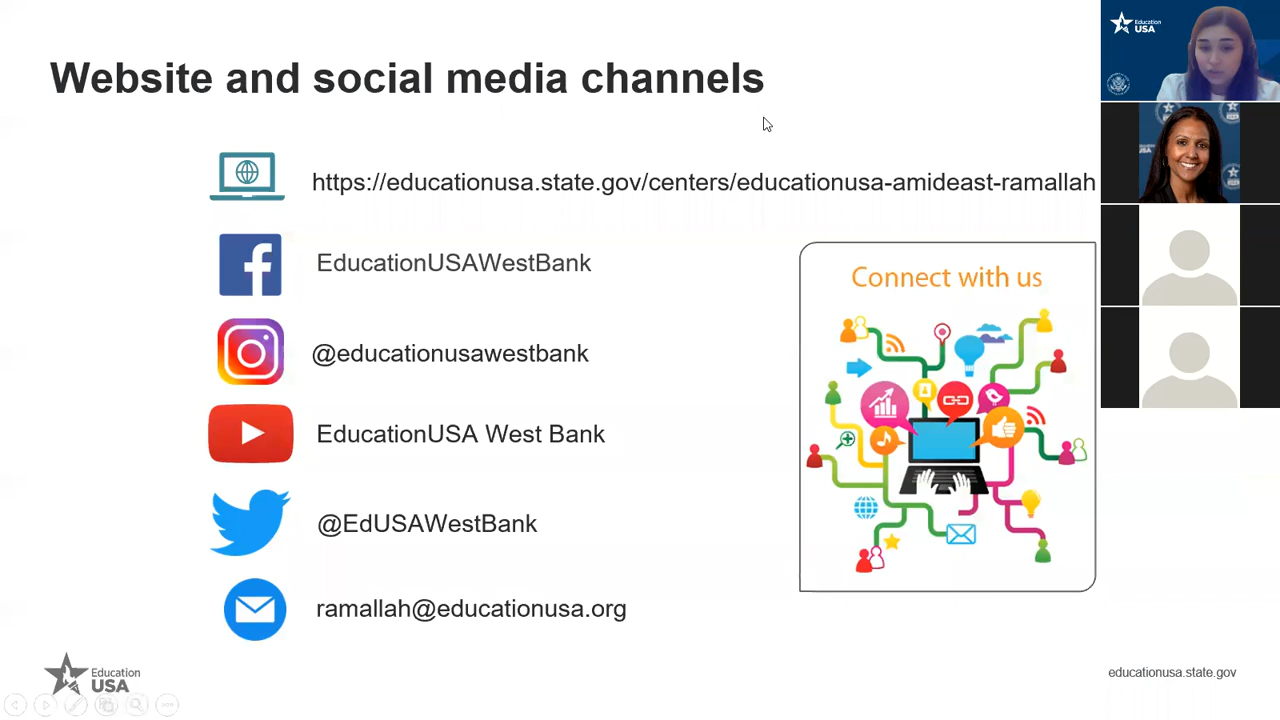 Website and social media channels
https://educationusa.state.gov/centers/educationusa-amideast-ramallah
EducationUSAWestBank
@educationusawestbank
EducationUSA West Bank
@EdUSAWestBank
ramallah@educationusa.org
Connect with us
Education
USA
educationusa.state.gov
Education
USA